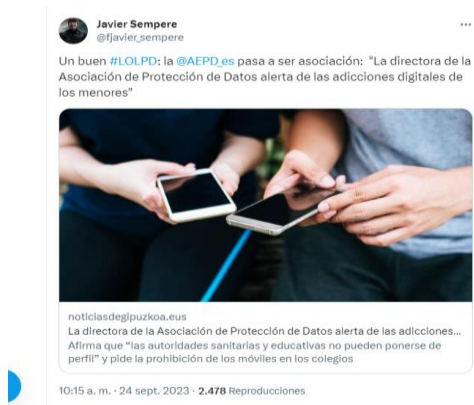 Javier Sempere
@fjavier_sempere
Un buen #LOLPD: la @AEPD_es pasa a ser asociación: "La directora de la
Asociación de Protección de Datos alerta de las adicciones digitales de
los menores"
noticiasdegipuzkoa.eus
La directora de la Asociación de Protección de Datos alerta de las adicciones...
Afirma que “las autoridades sanitarias y educativas no pueden ponerse de
perfil” y pide la prohibición de los móviles en los colegios
10:15 a. m. · 24 sept. 2023 · 2.478 Reproducciones